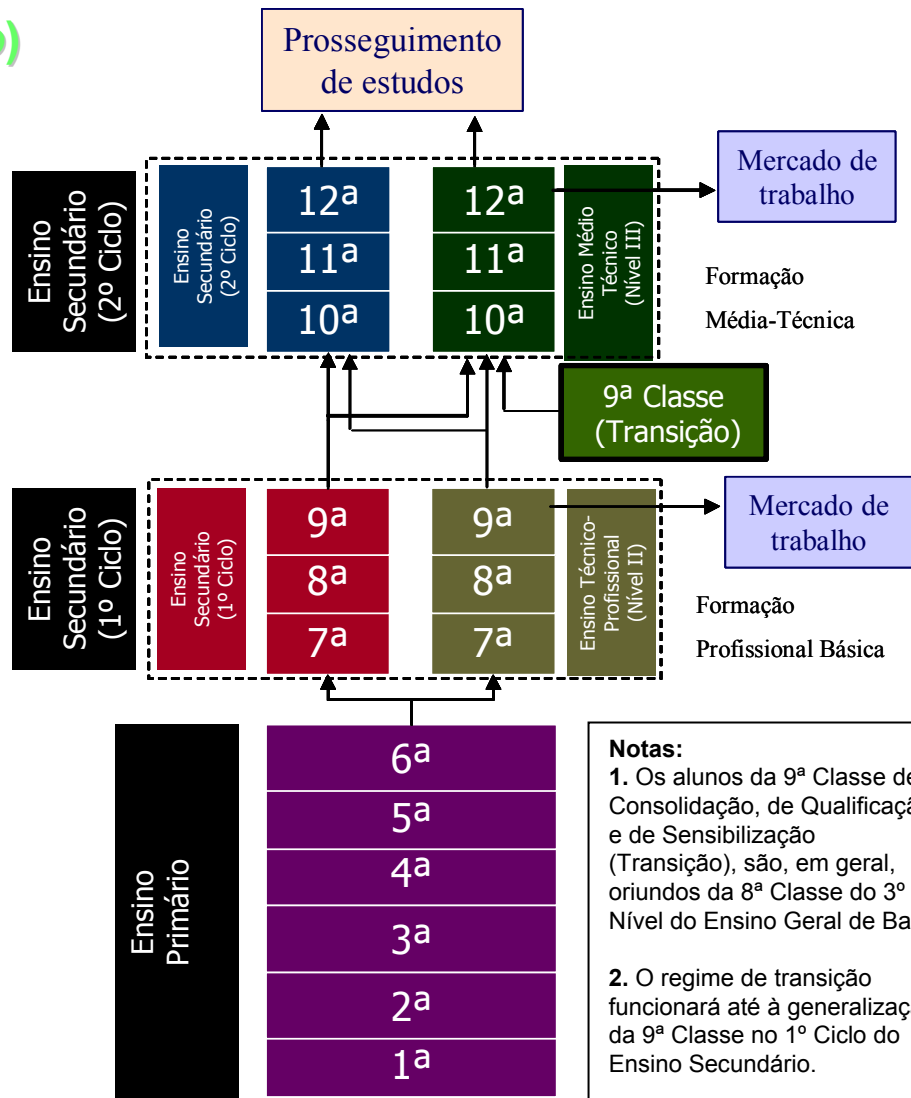 )
Prosseguimento
de estudos
Ensino
Secundário
(2º Ciclo)
Ensino
Secundário
(2º Ciclo)
12ª
11ª
10ª
12ª
11ª
10ª
Ensino Médio
Técnico
(Nível III)
Mercado de
trabalho
Formação
Média-Técnica
9ª Classe
(Transição)
Ensino
Secundário
(1º Ciclo)
Ensino
Secundário
(1º Ciclo)
9ª
8ª
7ª
9ª
8ª
7ª
Ensino Técnico-
Profissional
(Nível II)
Mercado de
trabalho
Formação
Profissional Básica
Ensino
Primário
6ª
5ª
4ª
3ª
2ª
1ª
Notas:
1. Os alunos da 9ª Classe de
Consolidação, de Qualificaçã
e de Sensibilização
(Transição), são, em geral,
oriundos da 8ª Classe do 3º
Nível do Ensino Geral de Ba
2. O regime de transição
funcionará até à generalizaç
da 9ª Classe no 1º Ciclo do
Ensino Secundário.